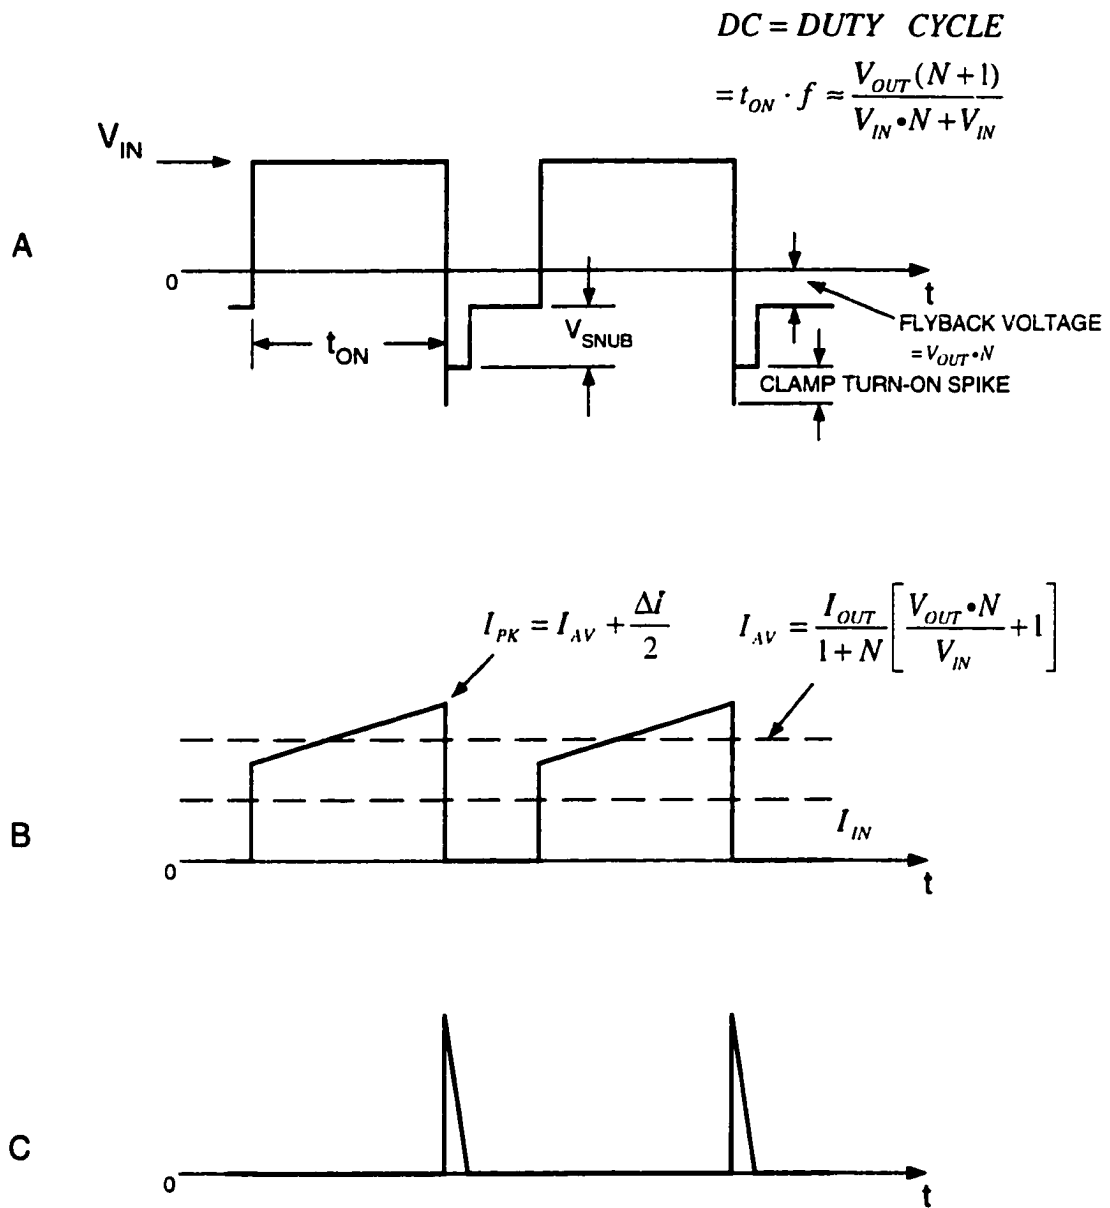 DC = DUTY CYCLE
= t_ON · f ≈ V_OUT (N + 1) / V_IN • N + V_IN
V_IN
A
0
t
t_ON
V_SNUB
FLYBACK VOLTAGE
= V_OUT • N
CLAMP TURN-ON SPIKE
I_PK = I_AV + Δi / 2
I_AV = I_OUT / 1 + N [ V_OUT • N / V_IN + 1 ]
B
I_IN
0
t
C
0
t